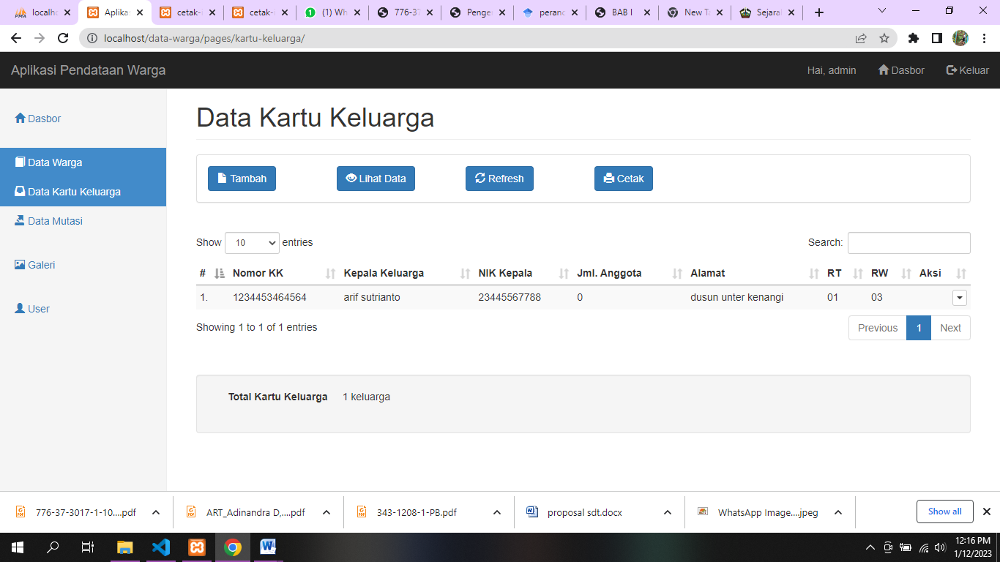 localho
Aplikas
cetak-
cetak-
(1) Wh
776-37
Penge
peranc
BAB I
New Ta
Sejaral
localhost/data-warga/pages/kartu-keluarga/
Aplikasi Pendataan Warga
Hai, admin
Dasbor
Keluar
Dasbor
Data Warga
Data Kartu Keluarga
Data Mutasi
Galeri
User
Data Kartu Keluarga
Tambah
Lihat Data
Refresh
Cetak
Show 10 entries
Search:
# Nomor KK Kepala Keluarga NIK Kepala Jml. Anggota Alamat RT RW Aksi
1. 1234453464564 arif sutrianto 23445567788 0 dusun unter kenangi 01 03
Showing 1 to 1 of 1 entries
Previous 1 Next
Total Kartu Keluarga 1 keluarga
776-37-3017-1-10....pdf
ART_Adinandra D,....pdf
343-1208-1-PB.pdf
proposal sdt.docx
WhatsApp Image....jpeg
Show all
12:16 PM
1/12/2023